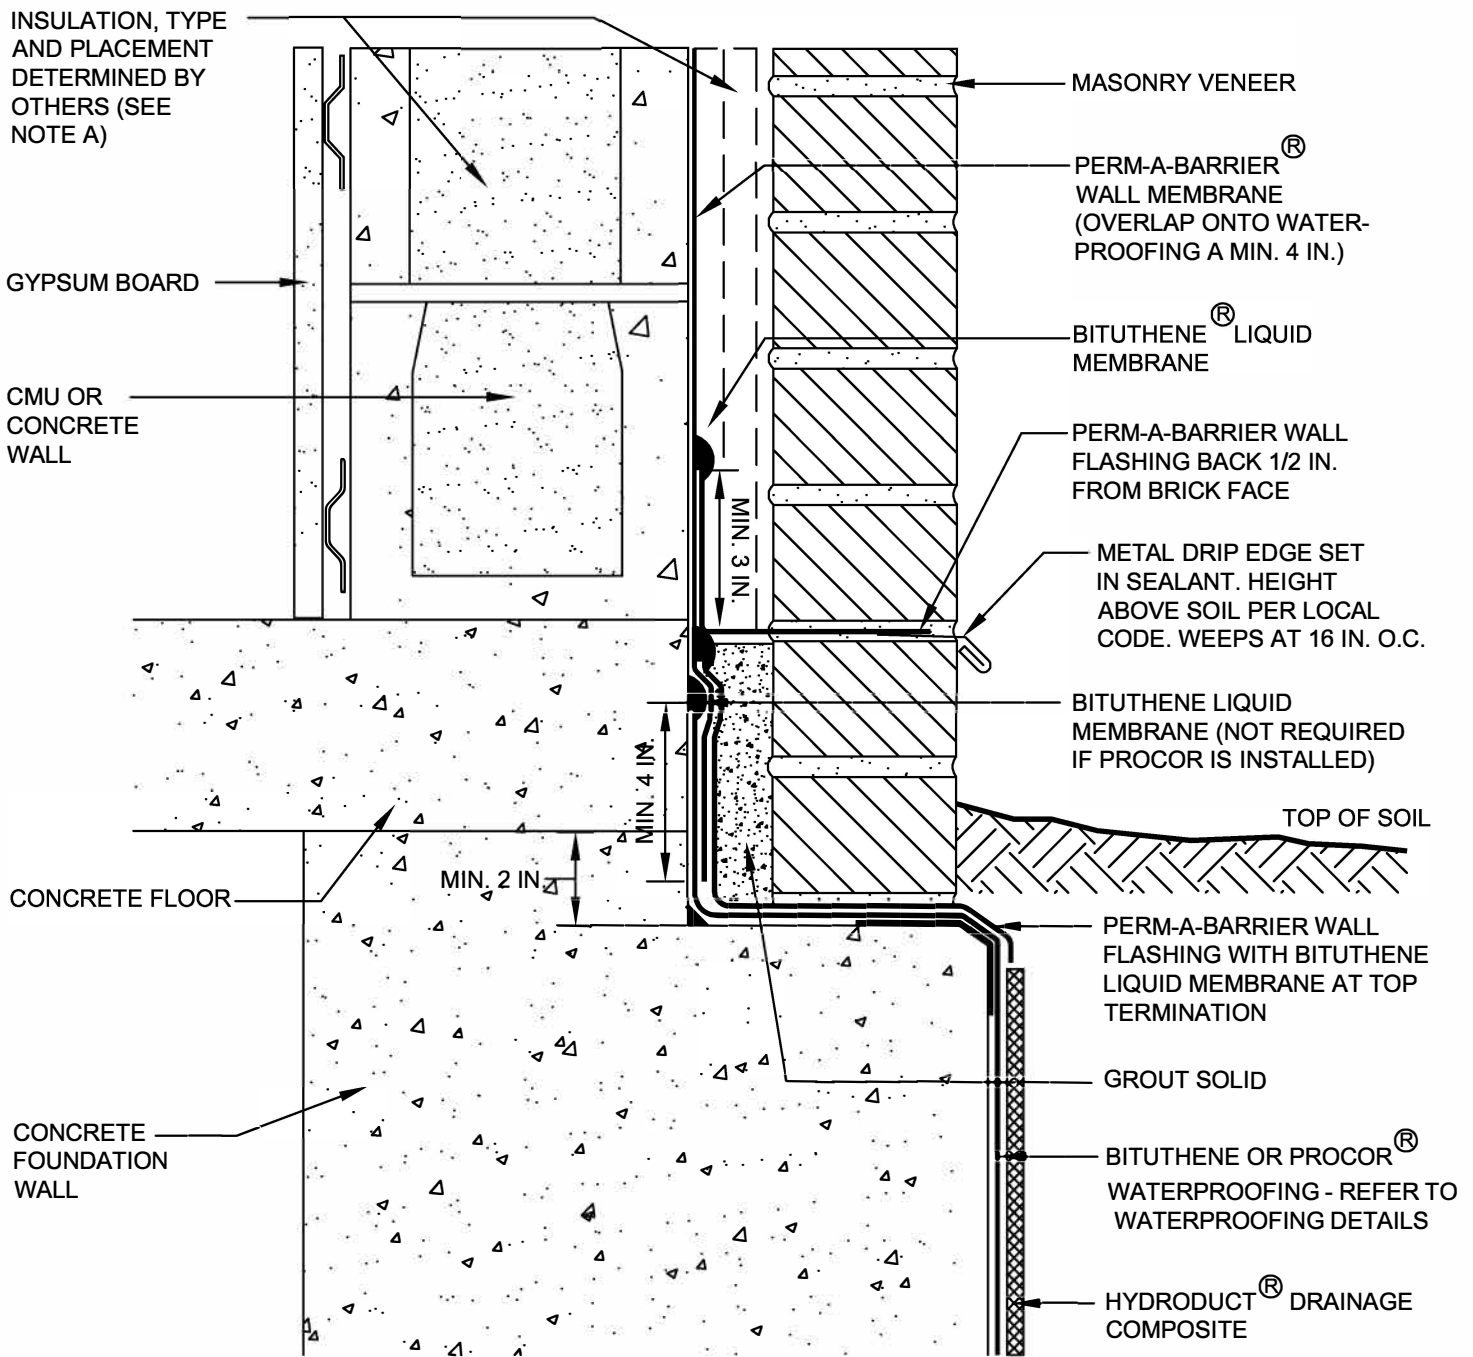 INSULATION, TYPE
AND PLACEMENT
DETERMINED BY
OTHERS (SEE
NOTE A)
GYPSUM BOARD
CMU OR
CONCRETE
WALL
CONCRETE FLOOR
CONCRETE
FOUNDATION
WALL
MIN. 3 IN.
MIN. 4 IN.
MIN. 2 IN.
MASONRY VENEER
PERM-A-BARRIER®
WALL MEMBRANE
(OVERLAP ONTO WATER-
PROOFING A MIN. 4 IN.)
BITUTHENE® LIQUID
MEMBRANE
PERM-A-BARRIER WALL
FLASHING BACK 1/2 IN.
FROM BRICK FACE
METAL DRIP EDGE SET
IN SEALANT. HEIGHT
ABOVE SOIL PER LOCAL
CODE. WEEPS AT 16 IN. O.C.
BITUTHENE LIQUID
MEMBRANE (NOT REQUIRED
IF PROCOR IS INSTALLED)
TOP OF SOIL
PERM-A-BARRIER WALL
FLASHING WITH BITUTHENE
LIQUID MEMBRANE AT TOP
TERMINATION
GROUT SOLID
BITUTHENE OR PROCOR®
WATERPROOFING - REFER TO
WATERPROOFING DETAILS
HYDRODUCT® DRAINAGE
COMPOSITE